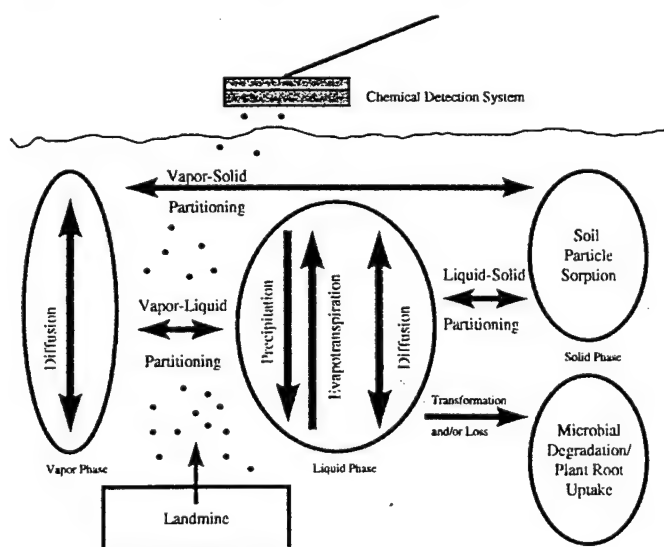 Chemical Detection System
Vapor-Solid
Partitioning
Soil
Particle
Sorption
Solid Phase
Diffusion
Vapor Phase
Vapor-Liquid
Partitioning
Precipitation
Evapotranspiration
Diffusion
Liquid Phase
Liquid-Solid
Partitioning
Transformation
and/or Loss
Microbial
Degradation/
Plant Root
Uptake
Landmine